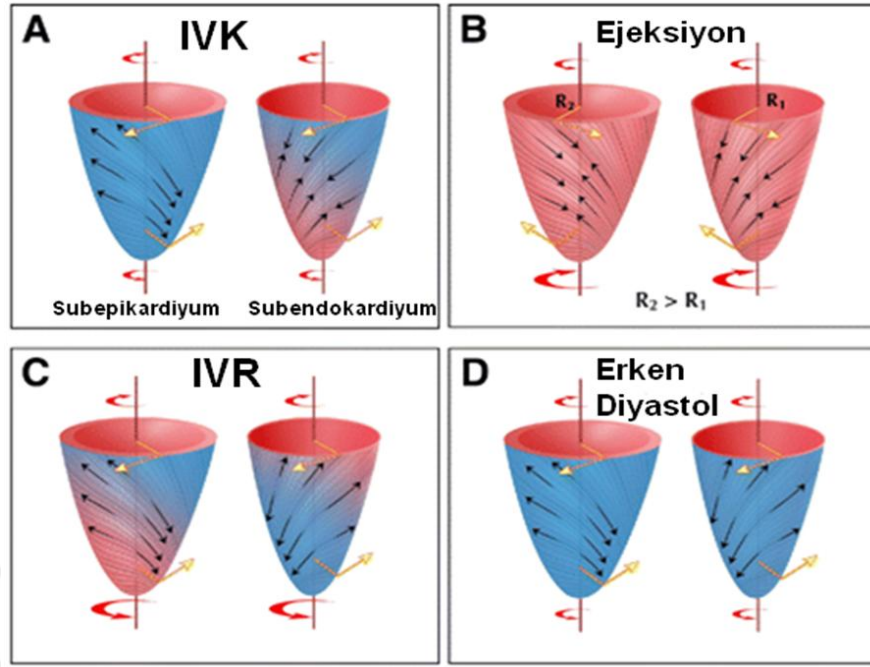 A
IVK
Subepikardiyum
Subendokardiyum
B
Ejeksiyon
R₂
R₁
R₂ > R₁
C
IVR
D
Erken
Diyastol